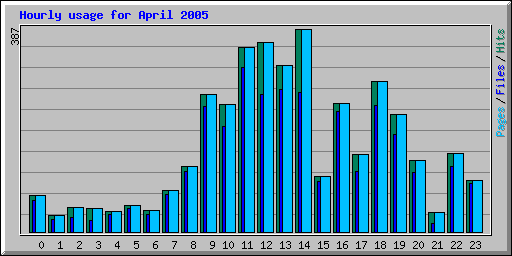 Hourly usage for April 2005
387
Pages / Files / Hits
0 1 2 3 4 5 6 7 8 9 10 11 12 13 14 15 16 17 18 19 20 21 22 23